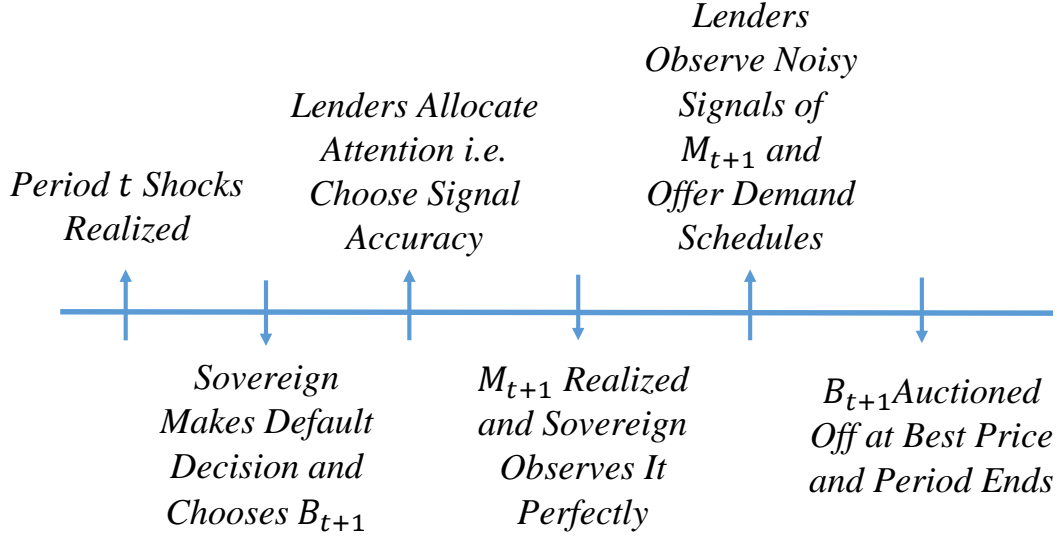 Period t Shocks
Realized
Sovereign
Makes Default
Decision and
Chooses B_{t+1}
Lenders Allocate
Attention i.e.
Choose Signal
Accuracy
M_{t+1} Realized
and Sovereign
Observes It
Perfectly
Lenders
Observe Noisy
Signals of
M_{t+1} and
Offer Demand
Schedules
B_{t+1}Auctioned
Off at Best Price
and Period Ends